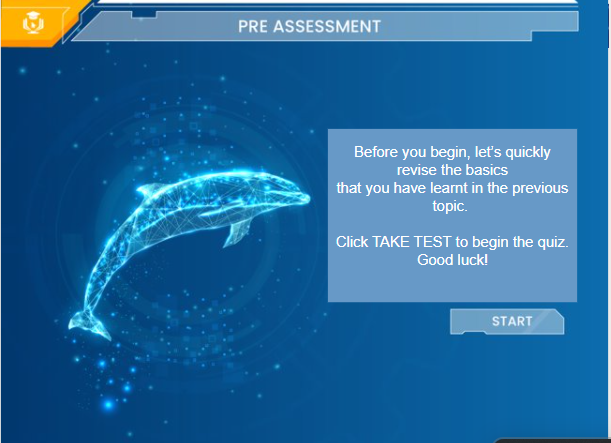 PRE ASSESSMENT
Before you begin, let's quickly
revise the basics
that you have learnt in the previous
topic.
Click TAKE TEST to begin the quiz.
Good luck!
START